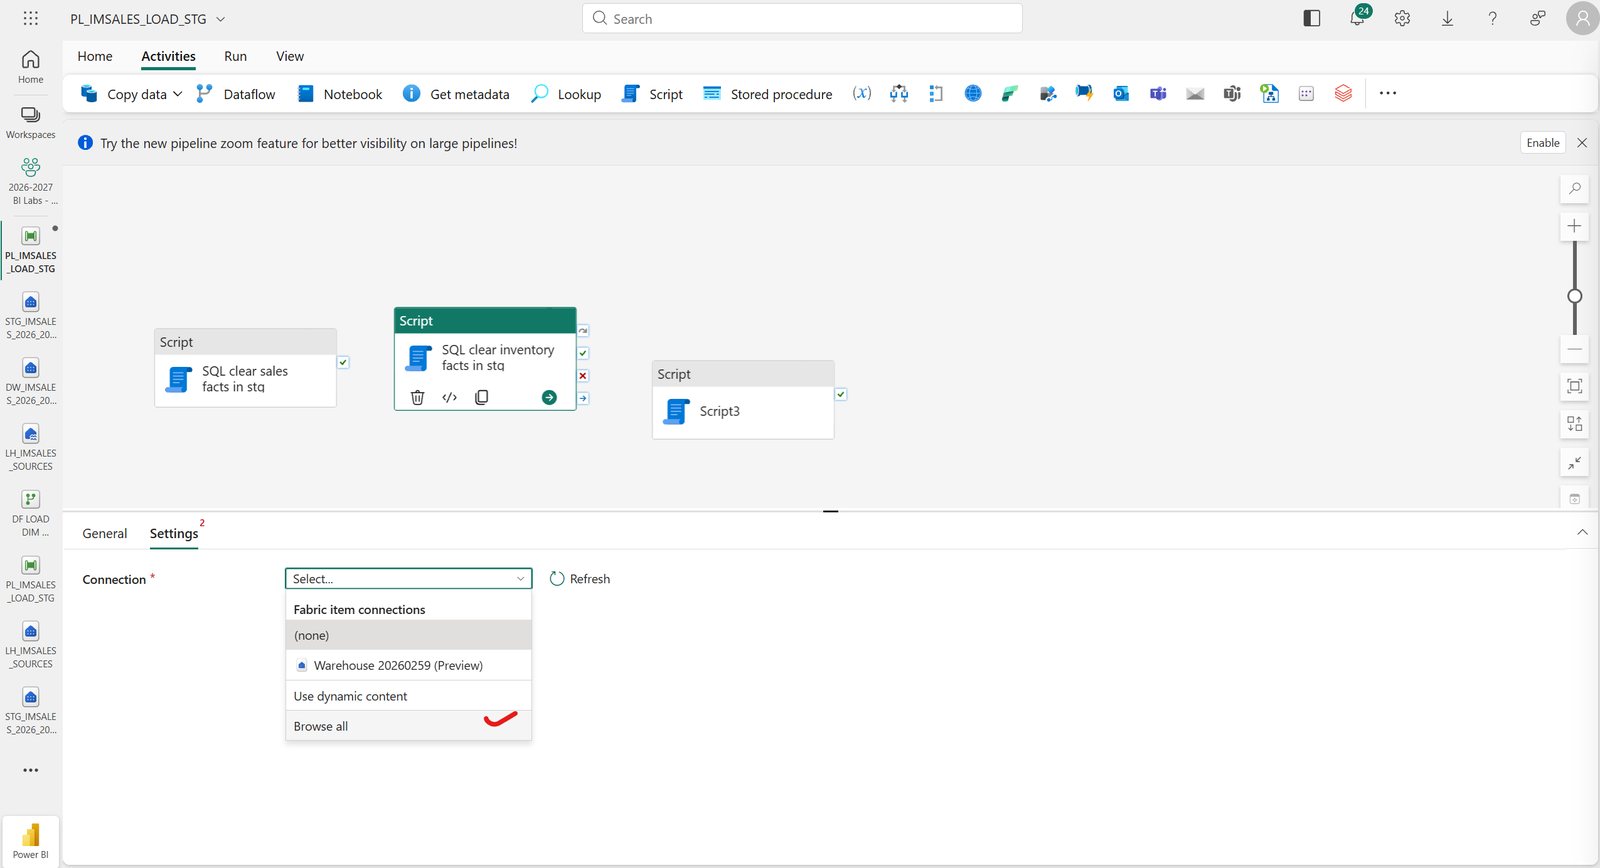 PL_IMSALES_LOAD_STG
Search
24
Home
Workspaces
2026-2027
BI Labs - ...
PL_IMSALES
_LOAD_STG
STG_IMSALE
S_2026_20...
DW_IMSALE
S_2026_20...
LH_IMSALES
_SOURCES
DF LOAD
DIM ...
PL_IMSALES
_LOAD_STG
LH_IMSALES
_SOURCES
STG_IMSALE
S_2026_20...
Power BI
Home
Activities
Run
View
Copy data
Dataflow
Notebook
Get metadata
Lookup
Script
Stored procedure
(x)
Try the new pipeline zoom feature for better visibility on large pipelines!
Enable
Script
SQL clear sales
facts in stg
Script
SQL clear inventory
facts in stg
Script
Script3
General
Settings
2
Connection *
Select...
Refresh
Fabric item connections
(none)
Warehouse 20260259 (Preview)
Use dynamic content
Browse all